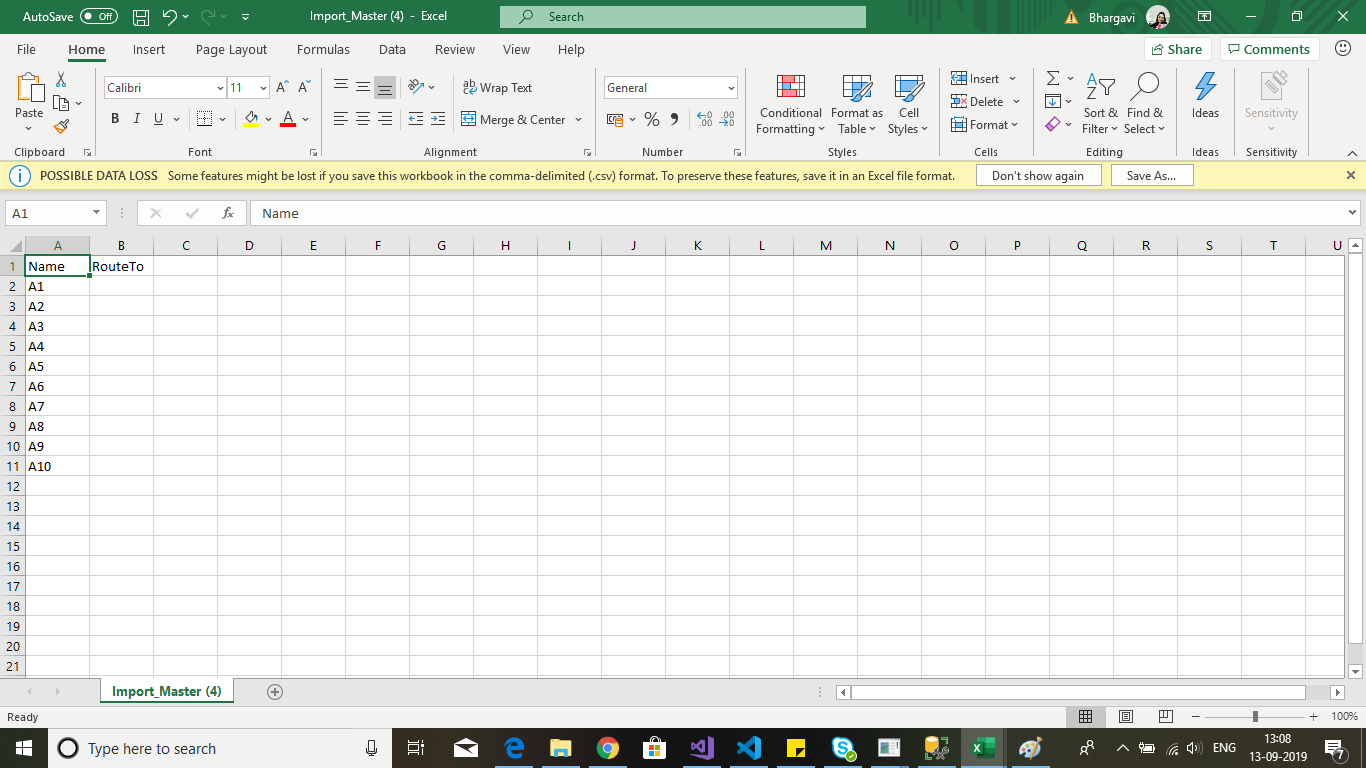 AutoSave Off Import_Master (4) - Excel Search Bhargavi
File Home Insert Page Layout Formulas Data Review View Help Share Comments
Paste
Clipboard
Calibri 11
B I U A
Font
ab Wrap Text
Merge & Center
Alignment
General
% , .00 .00
Number
Conditional Formatting
Format as Table
Cell Styles
Styles
Insert
Delete
Format
Cells
Sort & Filter
Find & Select
Editing
Ideas
Ideas
Sensitivity
Sensitivity
POSSIBLE DATA LOSS Some features might be lost if you save this workbook in the comma-delimited (.csv) format. To preserve these features, save it in an Excel file format. Don't show again Save As...
A1 fx Name
A B C D E F G H I J K L M N O P Q R S T U
1 Name RouteTo
2 A1
3 A2
4 A3
5 A4
6 A5
7 A6
8 A7
9 A8
10 A9
11 A10
12
13
14
15
16
17
18
19
20
21
Import_Master (4)
Ready 100%
Type here to search ENG 13:08
13-09-2019 7